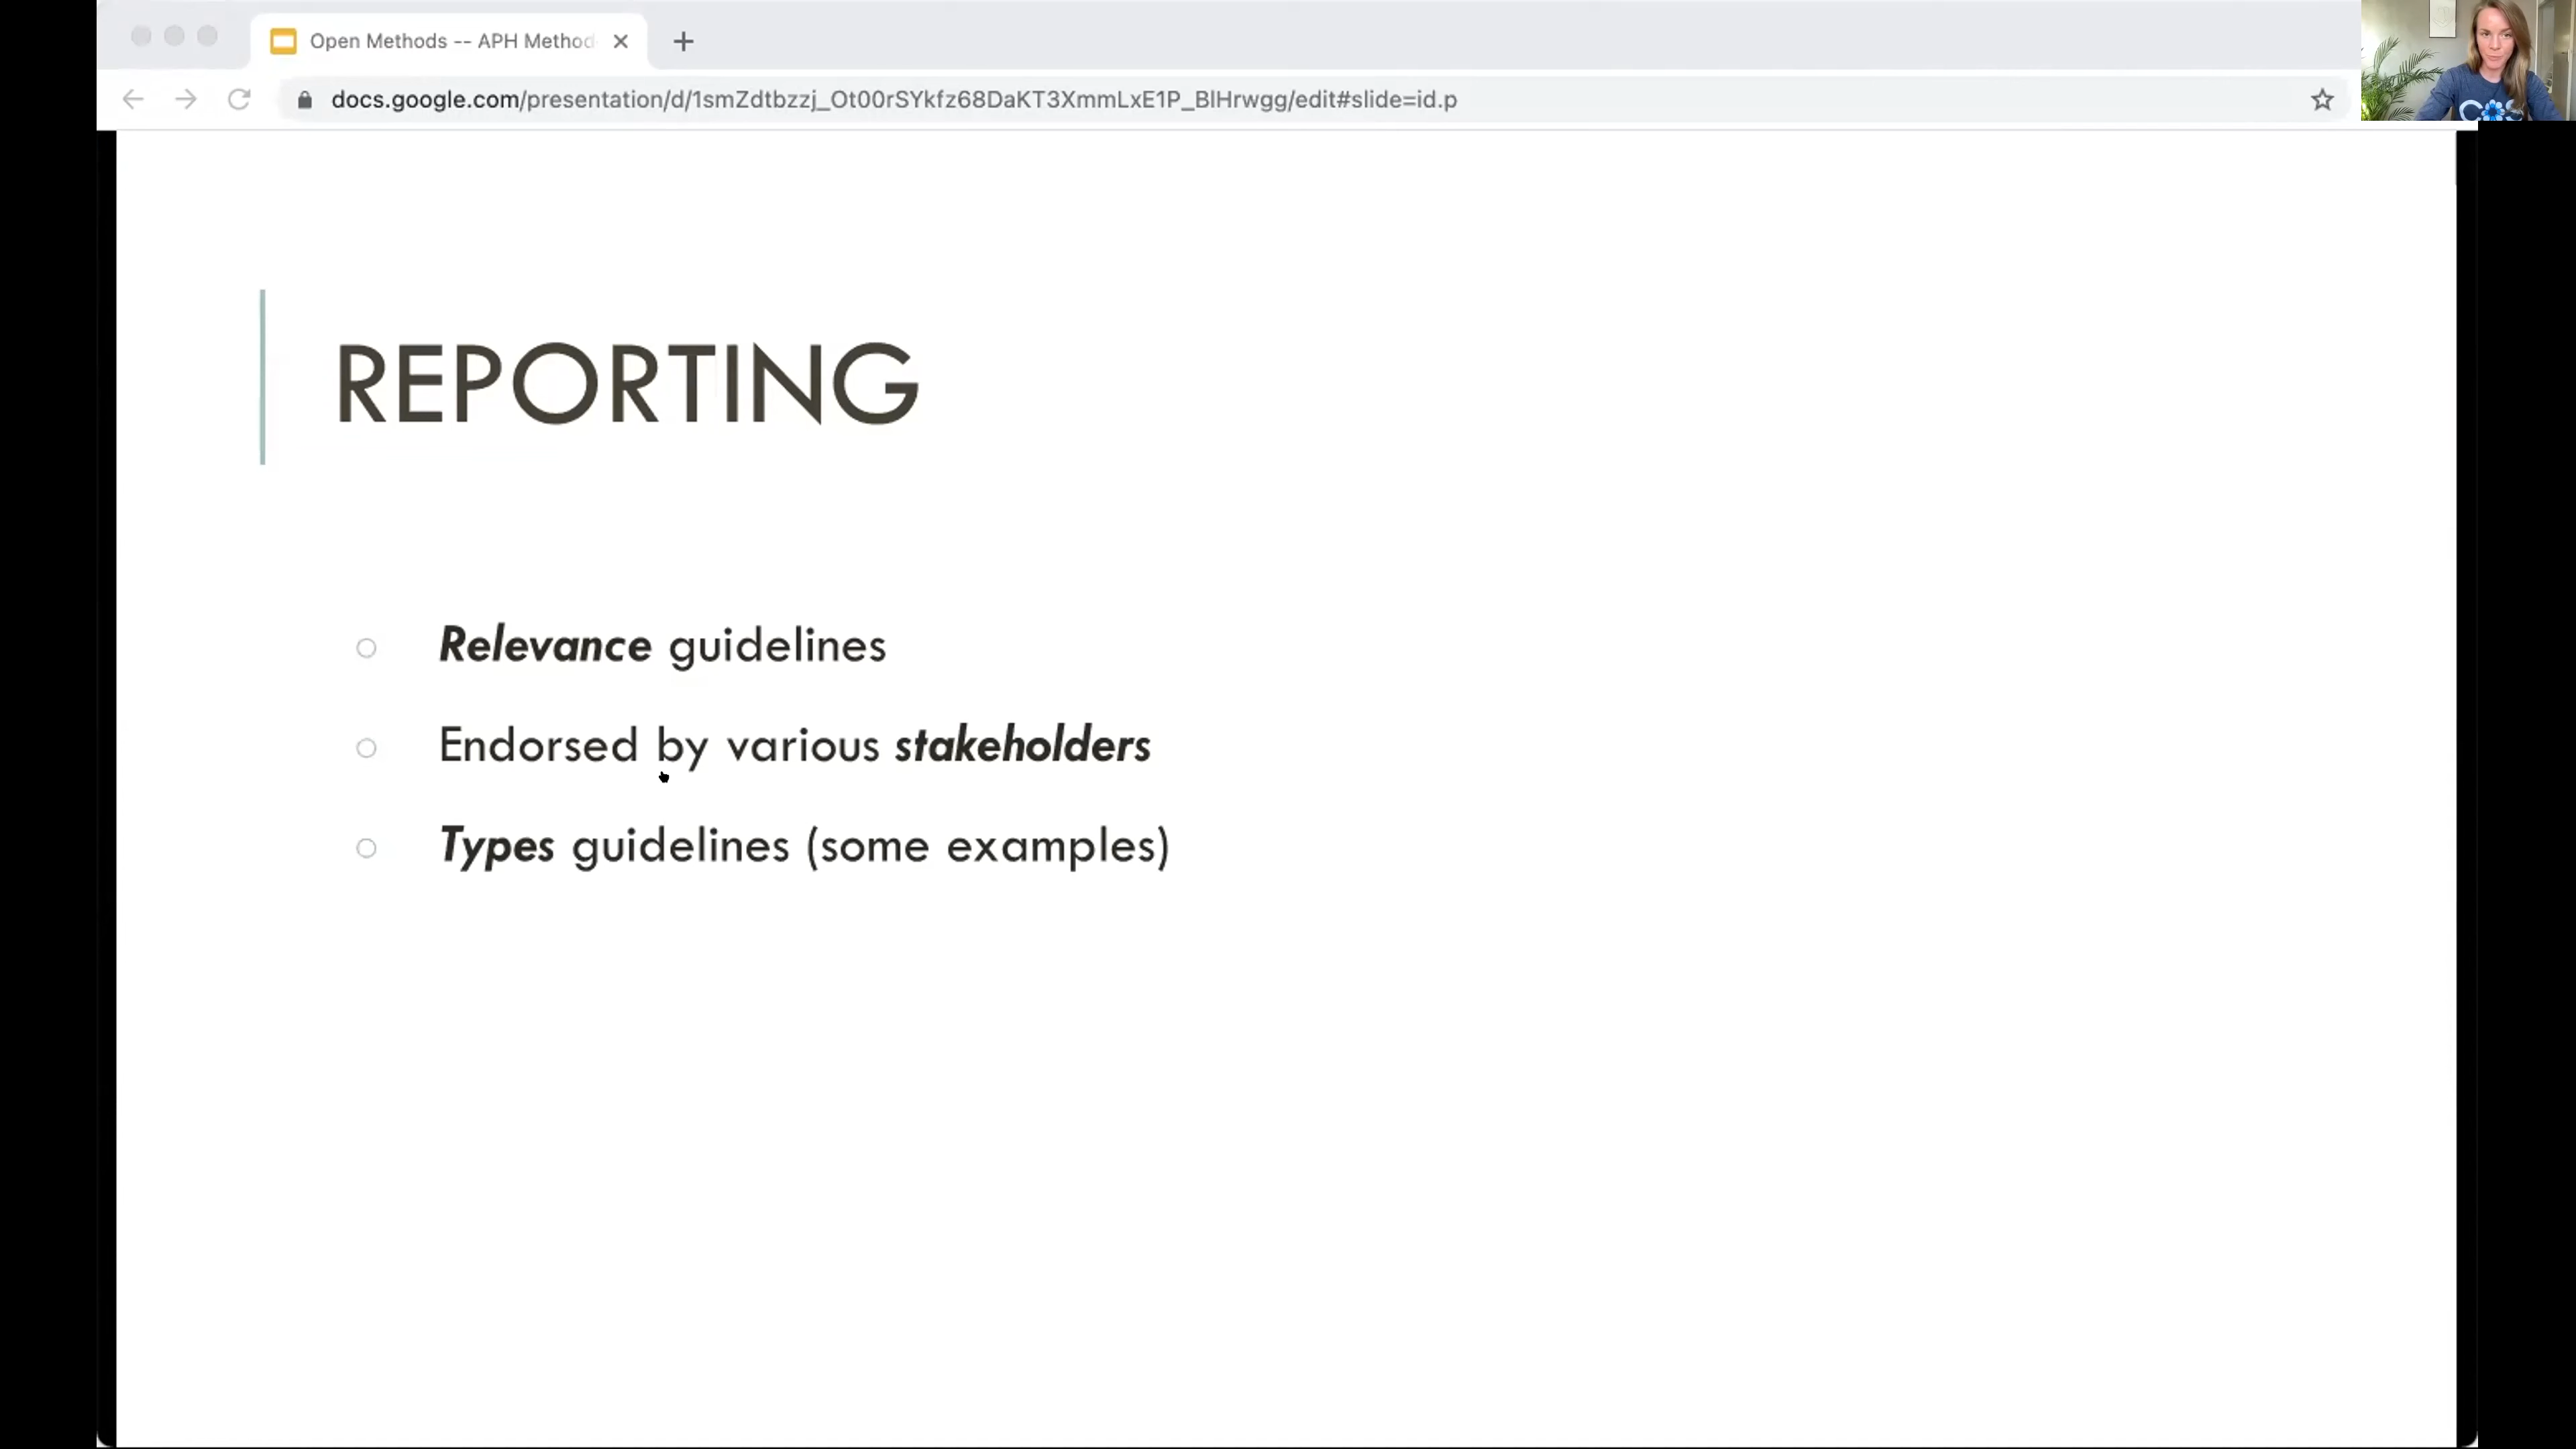 Open Methods -- APH Method
docs.google.com/presentation/d/1smZdtbzzj_Ot00rSYkfz68DaKT3XmmLxE1P_BlHrwgg/edit#slide=id.p
COS
REPORTING
Relevance guidelines
Endorsed by various stakeholders
Types guidelines (some examples)